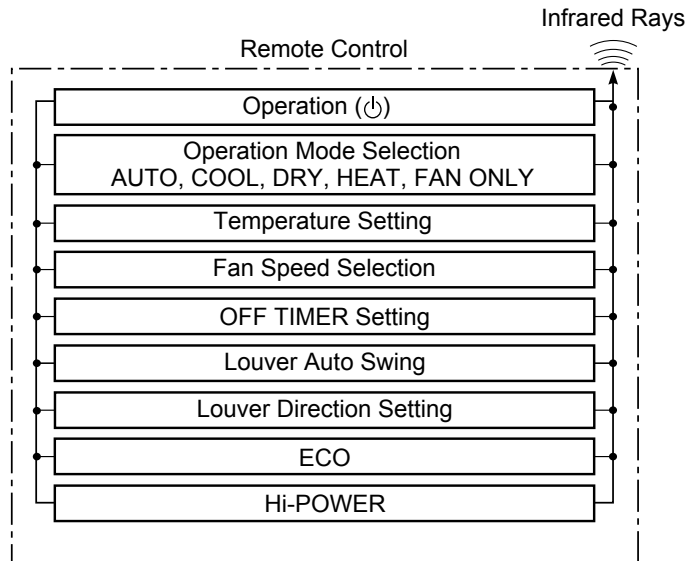 Infrared Rays
Remote Control
Operation (⏻)
Operation Mode Selection
AUTO, COOL, DRY, HEAT, FAN ONLY
Temperature Setting
Fan Speed Selection
OFF TIMER Setting
Louver Auto Swing
Louver Direction Setting
ECO
Hi-POWER